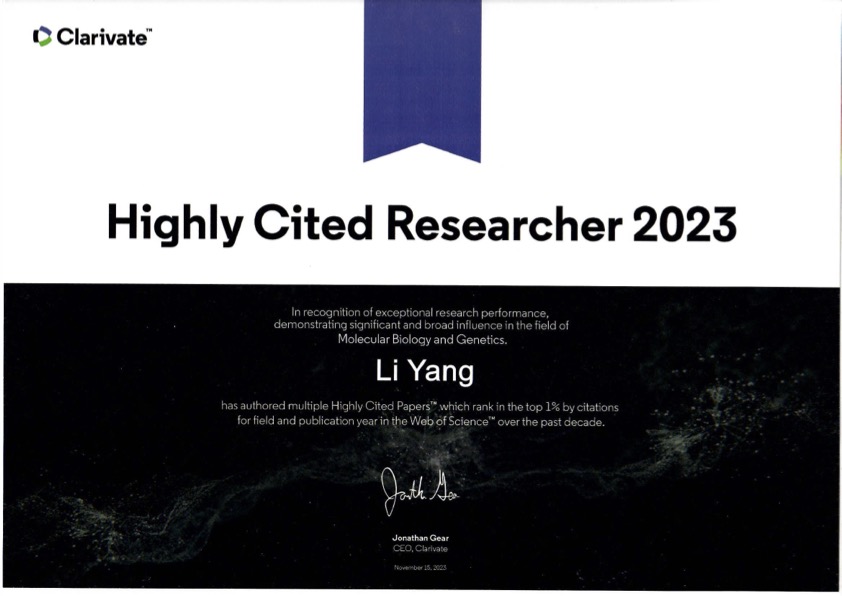 Clarivate™
Highly Cited Researcher 2023
In recognition of exceptional research performance,
demonstrating significant and broad influence in the field of
Molecular Biology and Genetics.
Li Yang
has authored multiple Highly Cited Papers™ which rank in the top 1% by citations
for field and publication year in the Web of Science™ over the past decade.
Jonathan Gear
CEO, Clarivate
November 15, 2023